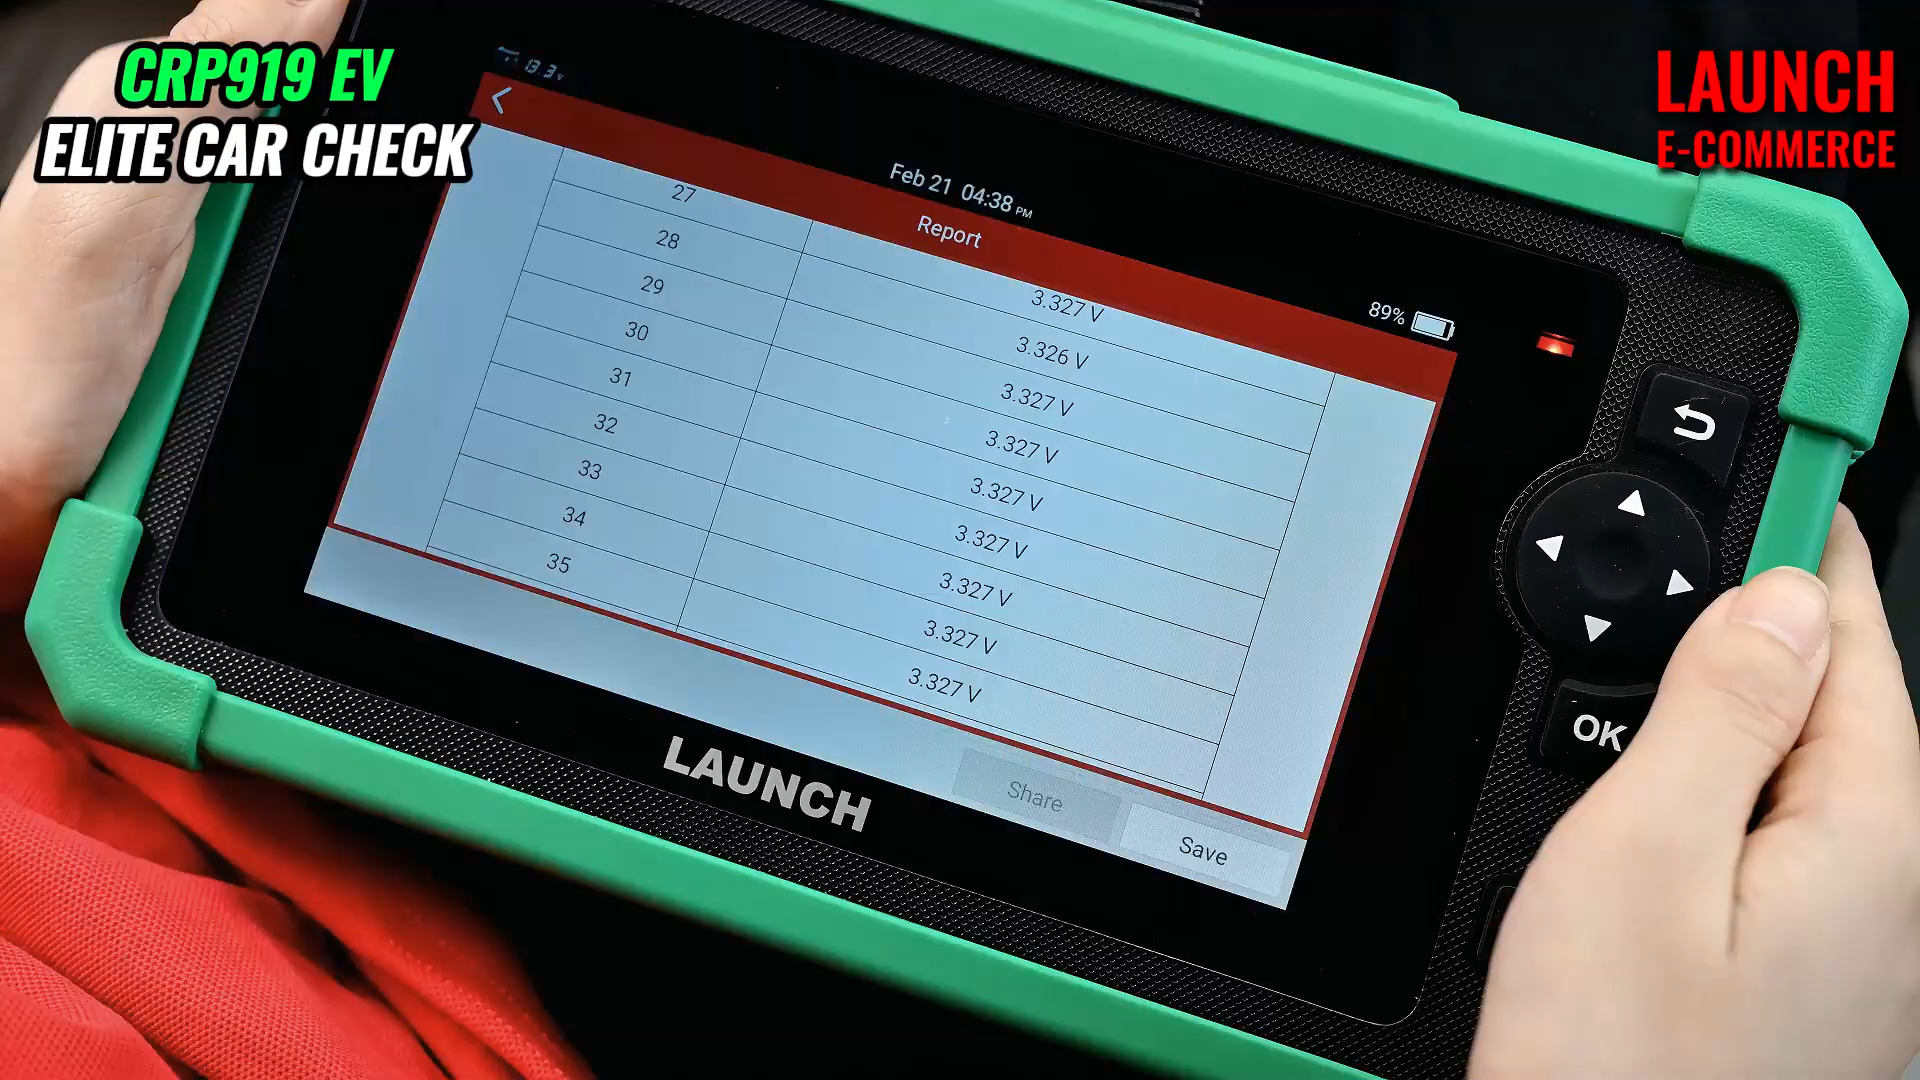 CRP919 EV
ELITE CAR CHECK
LAUNCH
E-COMMERCE
13.3V
Feb 21 04:38 PM
89%
Report
27 3.327 V
28 3.326 V
29 3.327 V
30 3.327 V
31 3.327 V
32 3.327 V
33 3.327 V
34 3.327 V
35 3.327 V
Share
Save
LAUNCH
OK